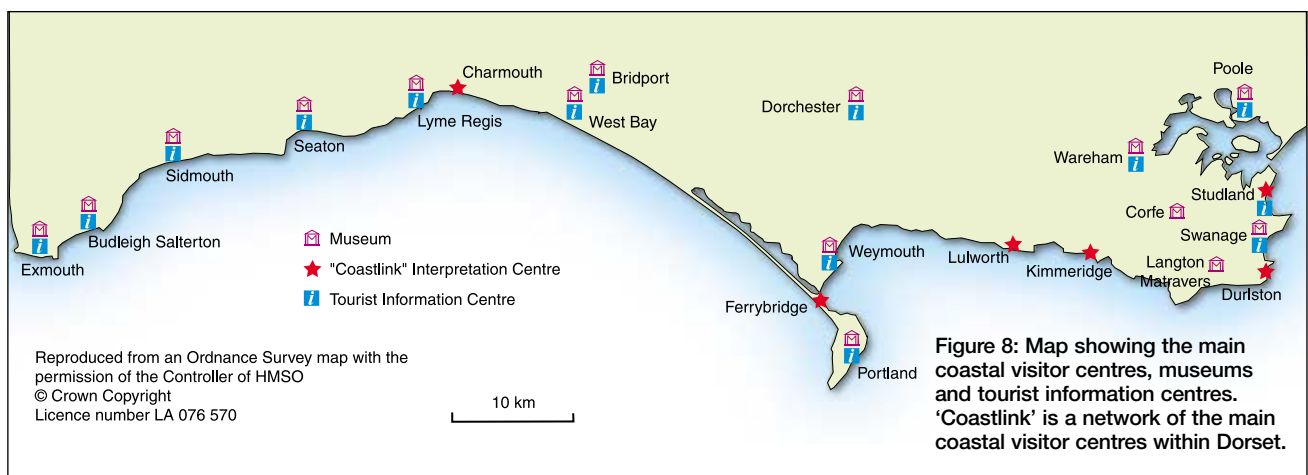 Charmouth
Bridport
Poole
Dorchester
Lyme Regis
West Bay
Seaton
Wareham
Sidmouth
Studland
Corfe
Budleigh Salterton
Museum
Swanage
Weymouth
Exmouth
"Coastlink" Interpretation Centre
Lulworth
Kimmeridge
Langton
Matravers
Durlston
Tourist Information Centre
Ferrybridge
Portland
Reproduced from an Ordnance Survey map with the
permission of the Controller of HMSO
© Crown Copyright
Licence number LA 076 570
10 km
Figure 8: Map showing the main
coastal visitor centres, museums
and tourist information centres.
‘Coastlink’ is a network of the main
coastal visitor centres within Dorset.